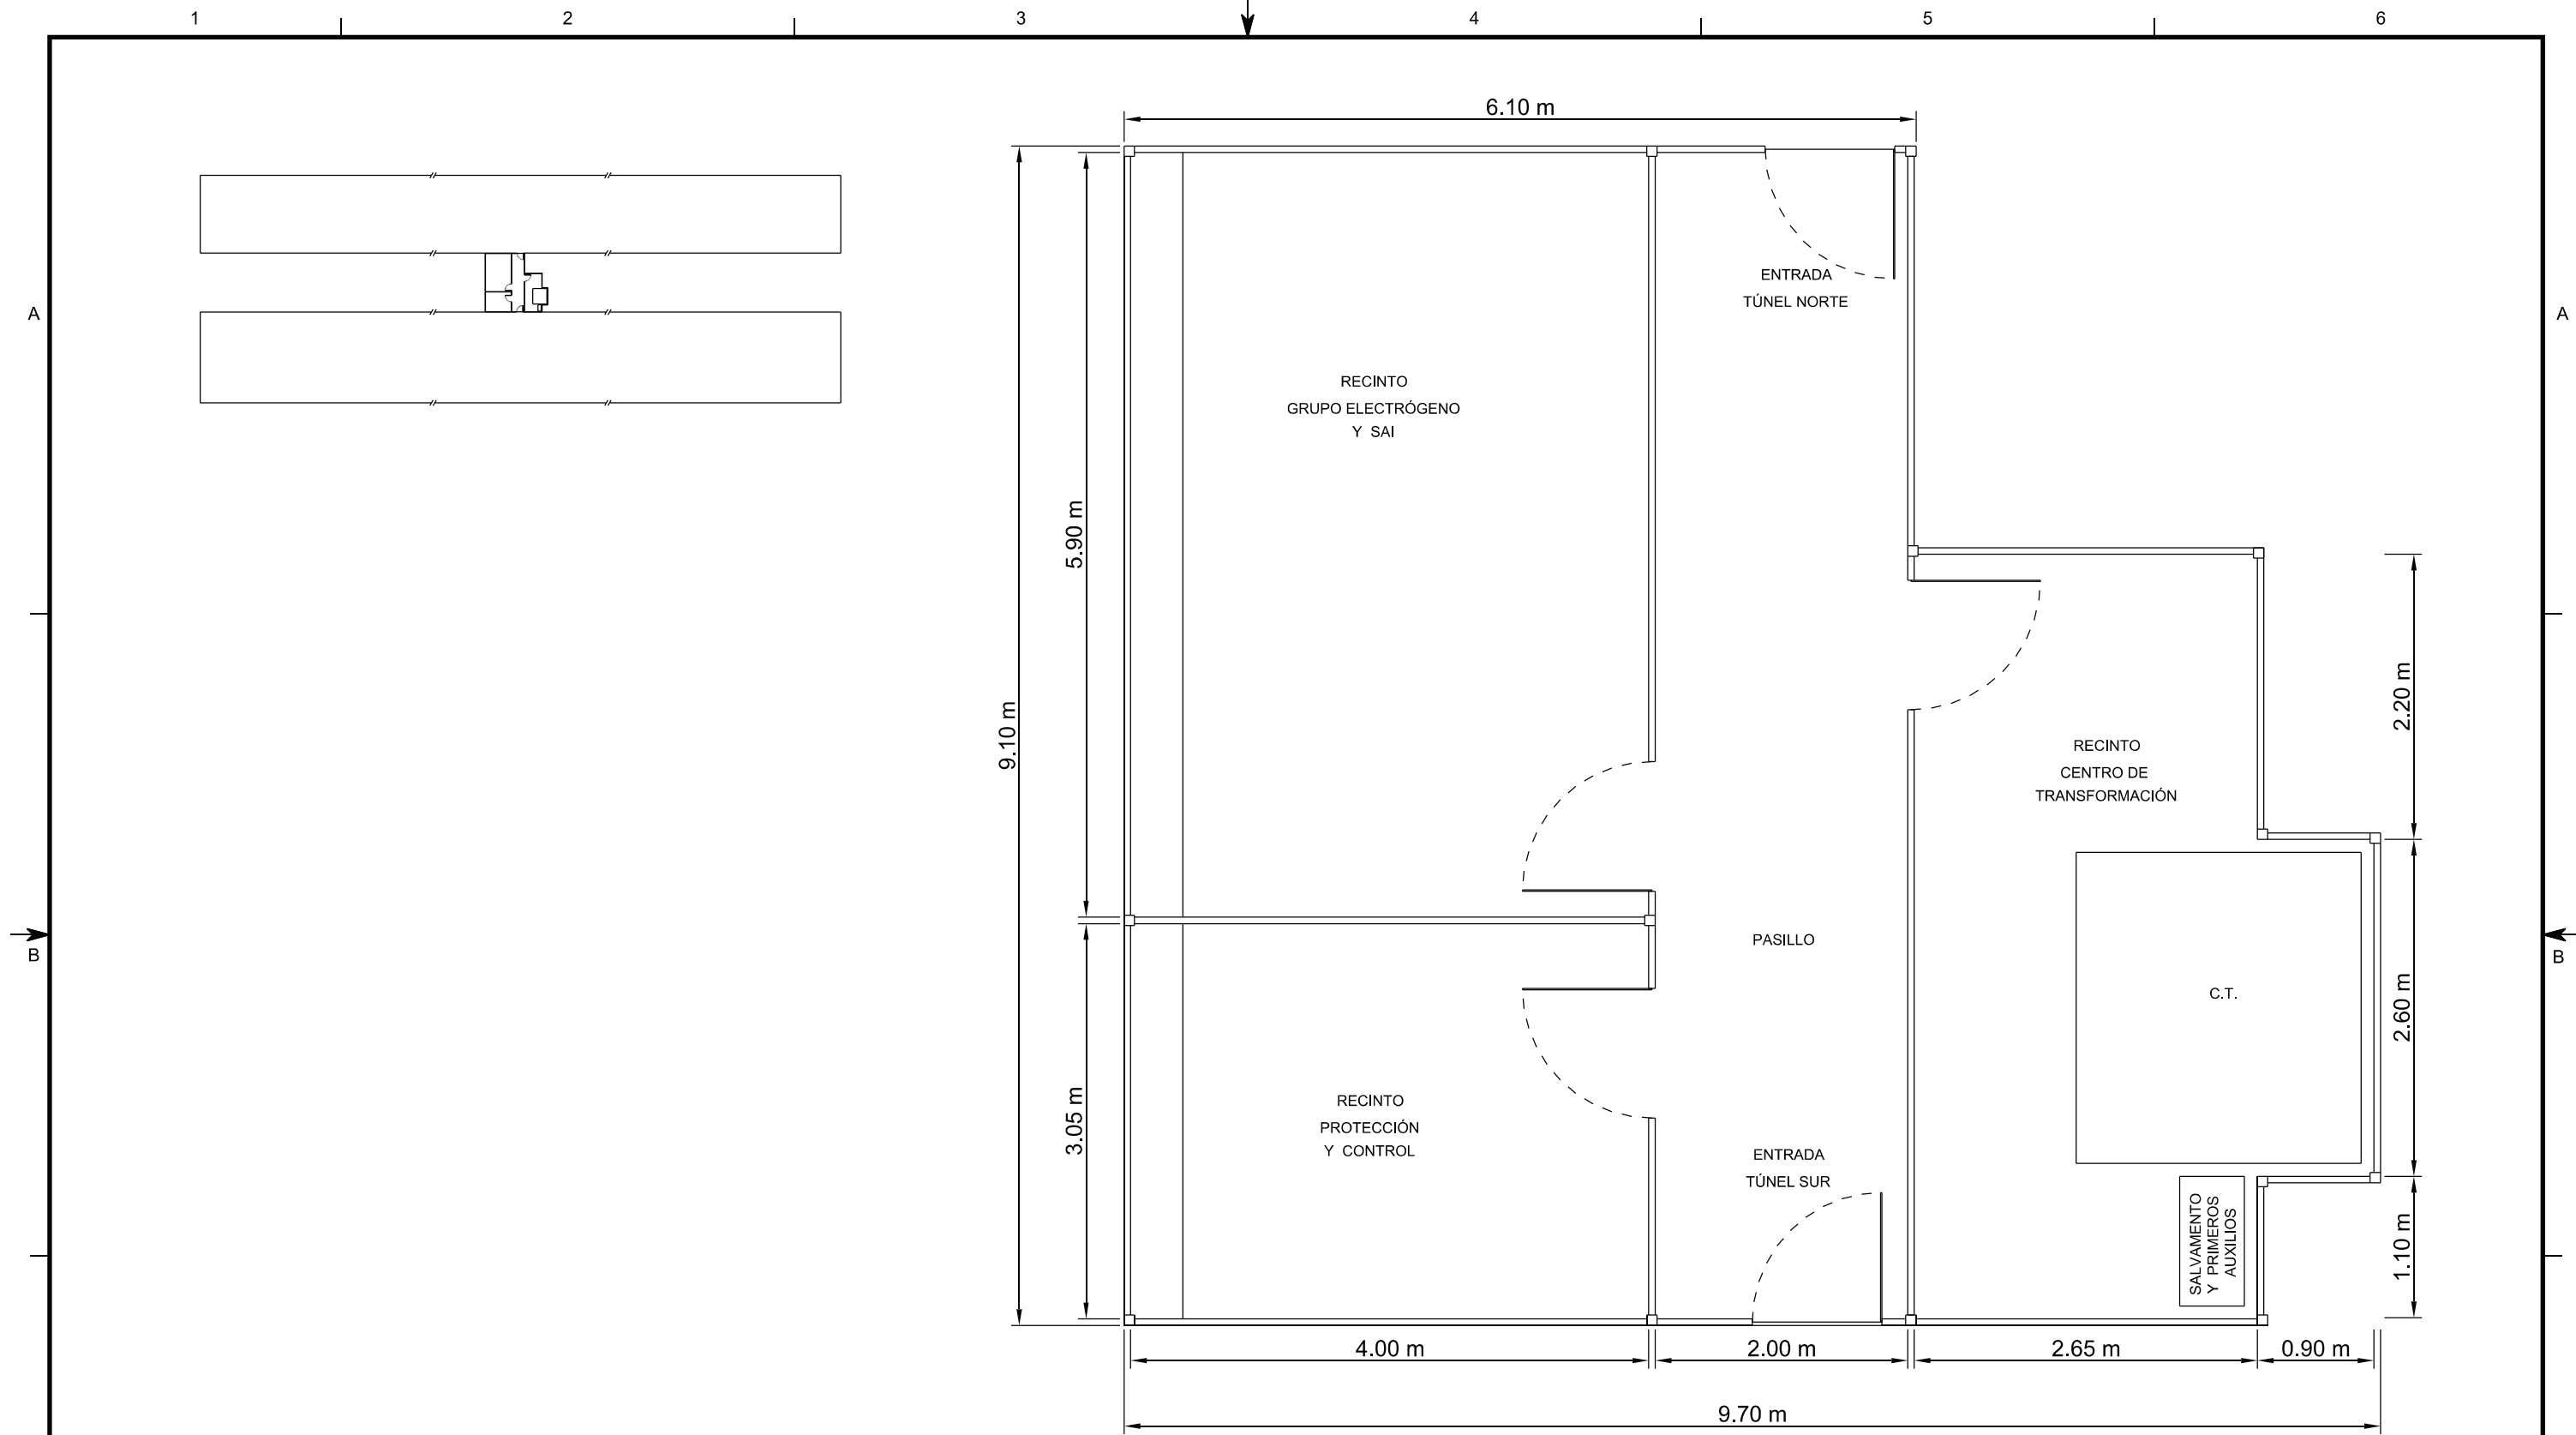 1
2
3
4
5
6
6.10 m
A
A
ENTRADA
TÚNEL NORTE
RECINTO
GRUPO ELECTRÓGENO
Y SAI
5.90 m
9.10 m
2.20 m
RECINTO
CENTRO DE
TRANSFORMACIÓN
PASILLO
B
B
C.T.
2.60 m
3.05 m
RECINTO
PROTECCIÓN
Y CONTROL
ENTRADA
TÚNEL SUR
SALVAMENTO
Y PRIMEROS
AUXILIOS
1.10 m
4.00 m
2.00 m
2.65 m
0.90 m
9.70 m